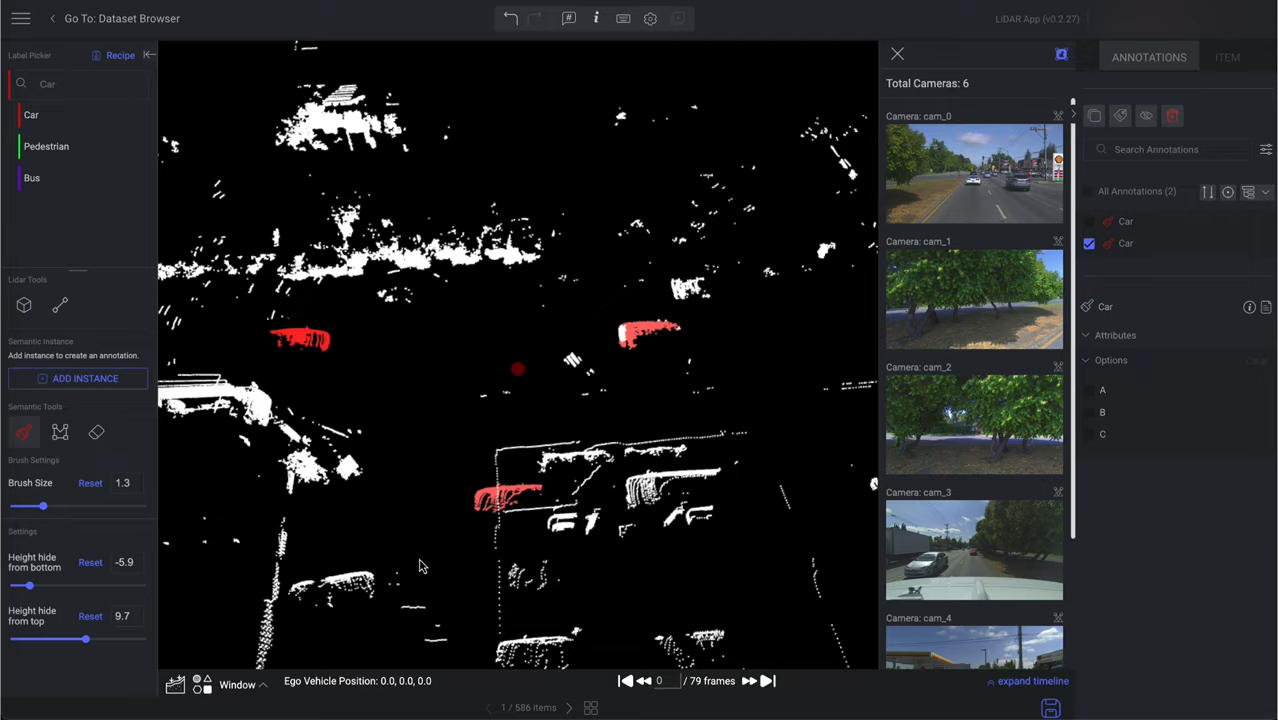 Go To: Dataset Browser
LiDAR App (v0.2.27)
Label Picker
Recipe
Car
Car
Pedestrian
Bus
Lidar Tools
Semantic Instance
Add instance to create an annotation.
ADD INSTANCE
Semantic Tools
Brush Settings
Brush Size Reset 1.3
Settings
Height hide from bottom Reset -5.9
Height hide from top Reset 9.7
Window
Ego Vehicle Position: 0.0, 0.0, 0.0
0 / 79 frames
expand timeline
1 / 586 items
Total Cameras: 6
Camera: cam_0
Camera: cam_1
Camera: cam_2
Camera: cam_3
Camera: cam_4
ANNOTATIONS
ITEM
Search Annotations
All Annotations (2)
Car
Car
Car
Attributes
Options
Clear
A
B
C